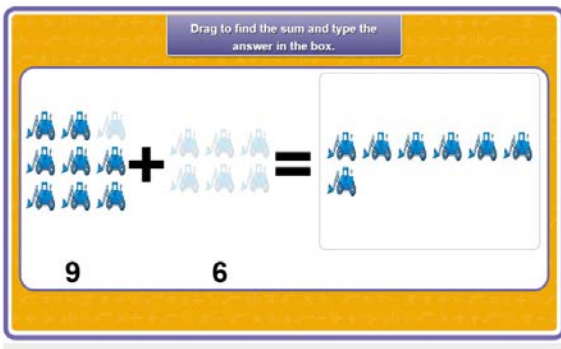 Drag to find the sum and type the
answer in the box.
+ =
9 6